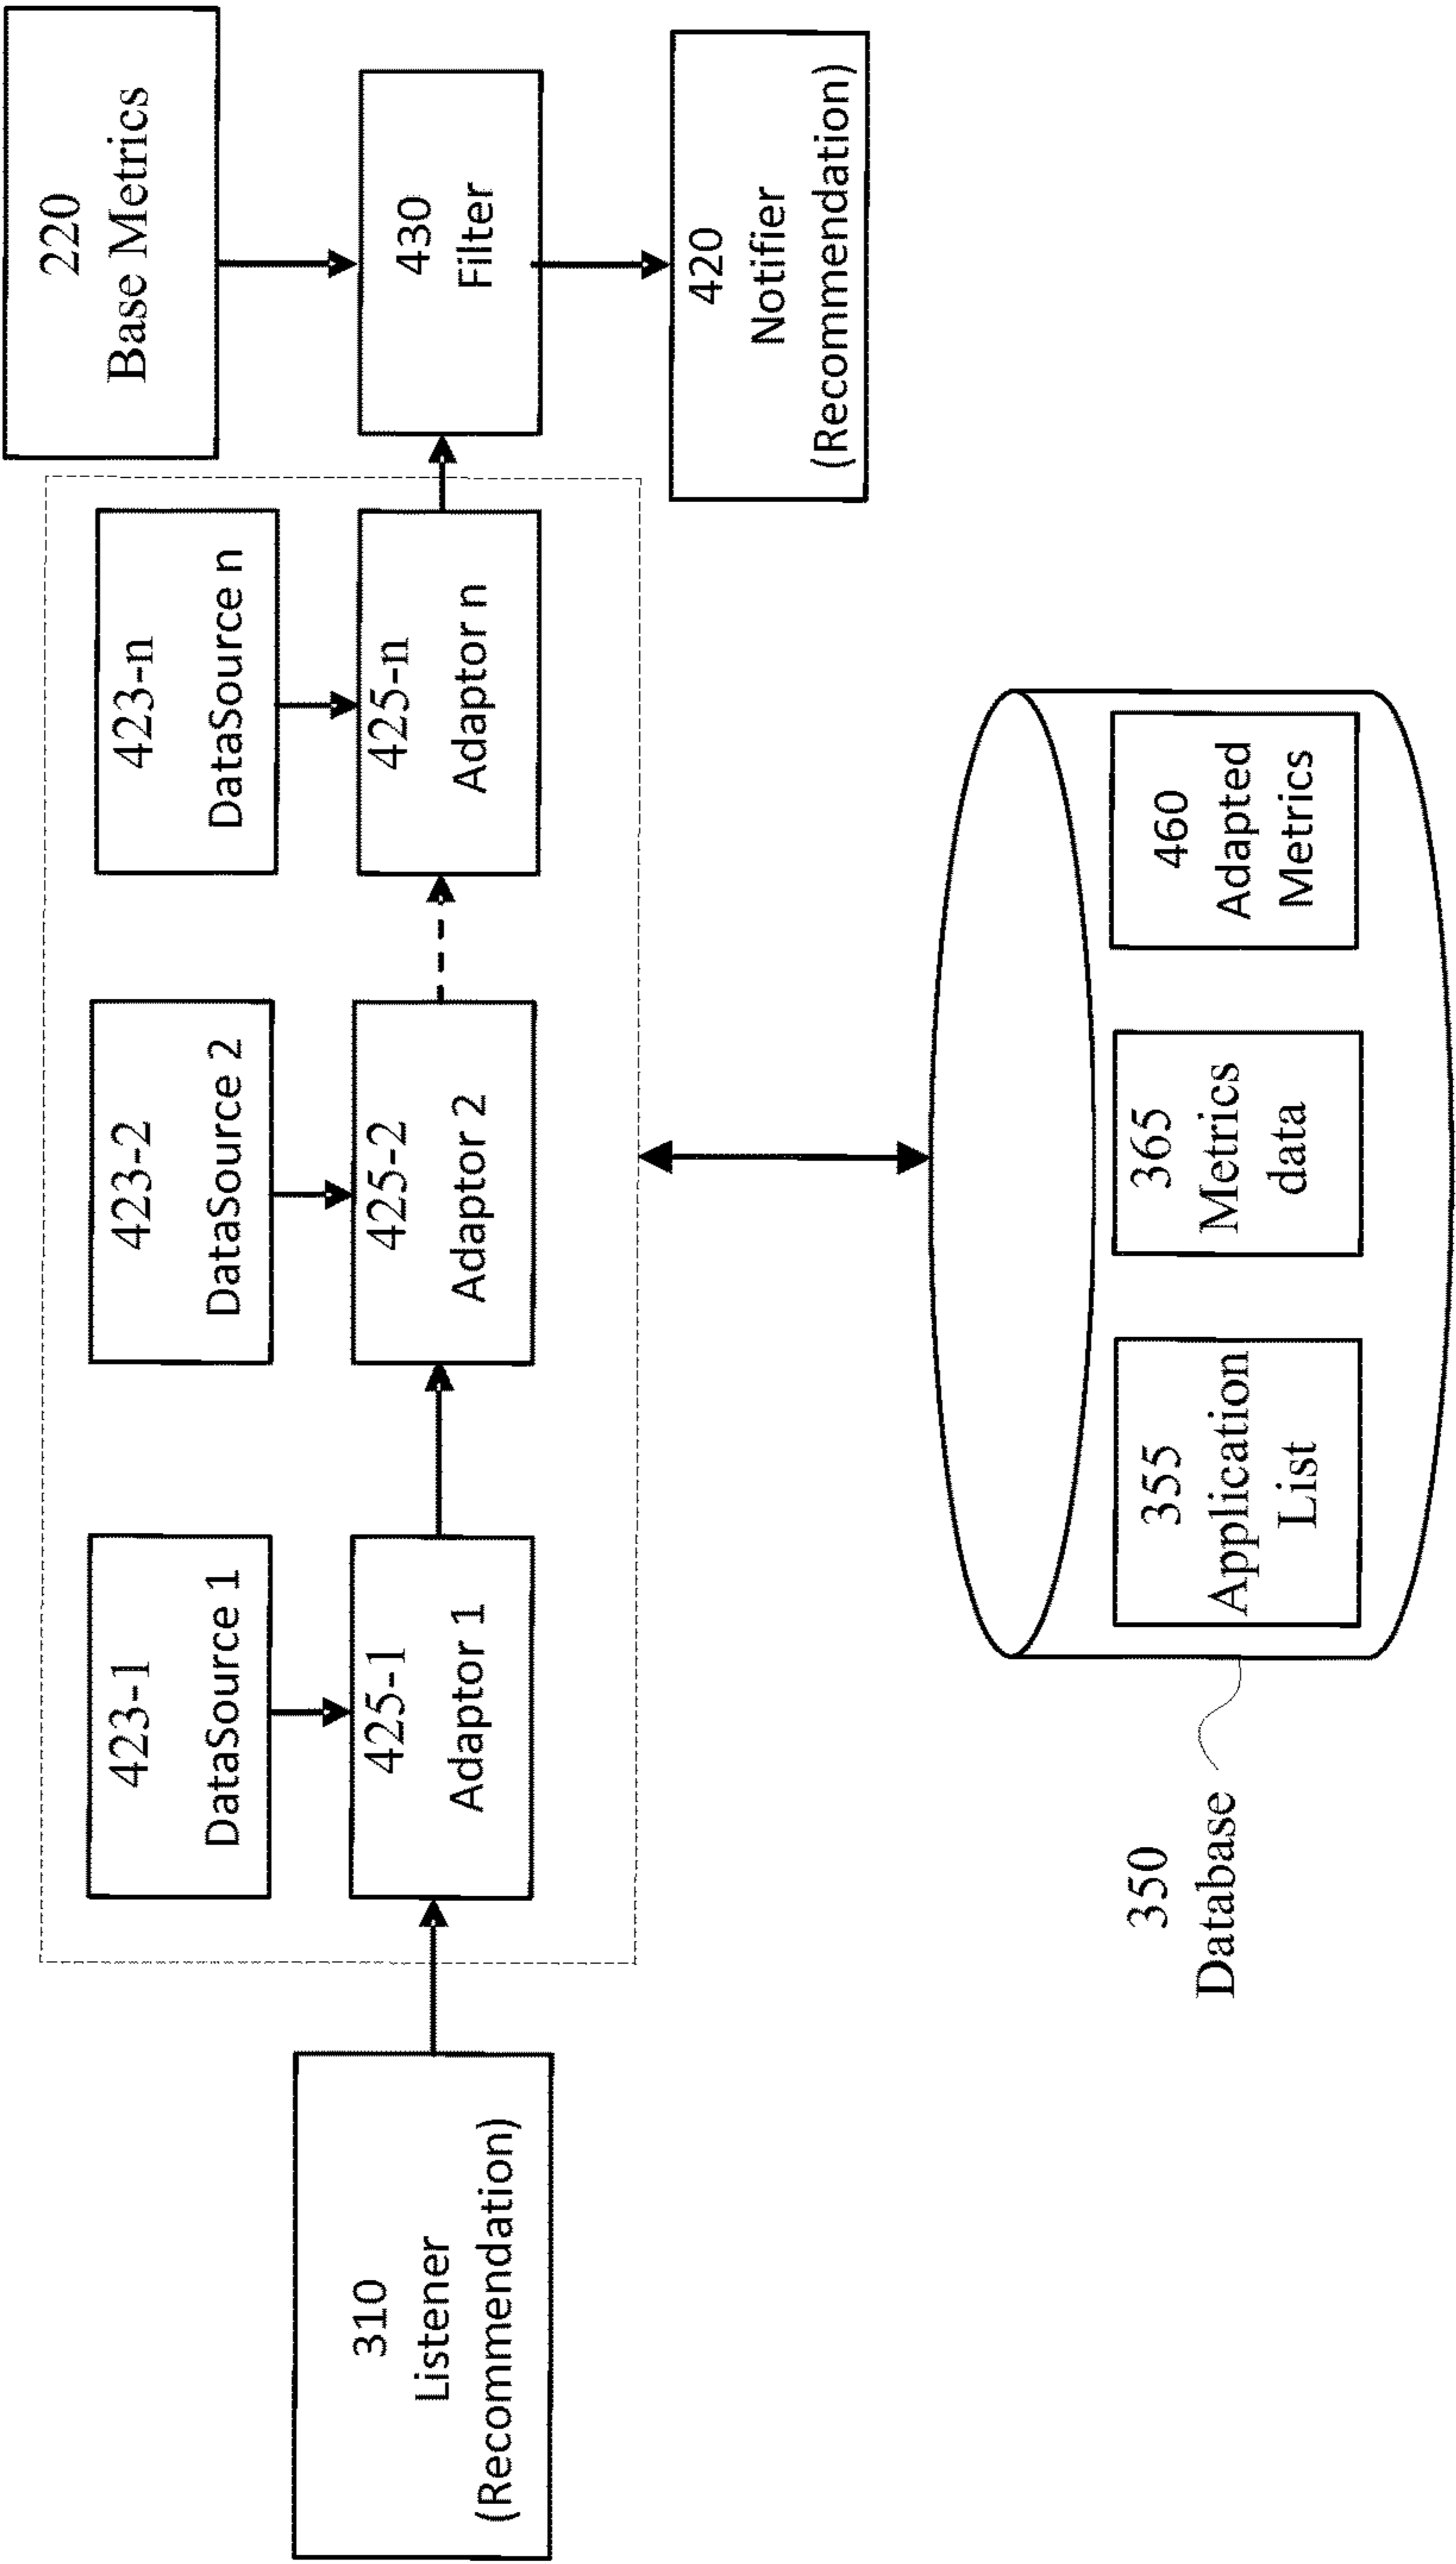 220
Base Metrics
423-1
DataSource 1
423-2
DataSource 2
423-n
DataSource n
310
Listener
(Recommendation)
425-1
Adaptor 1
425-2
Adaptor 2
425-n
Adaptor n
430
Filter
420
Notifier
(Recommendation)
350
Database
355
Application
List
365
Metrics
data
460
Adapted
Metrics